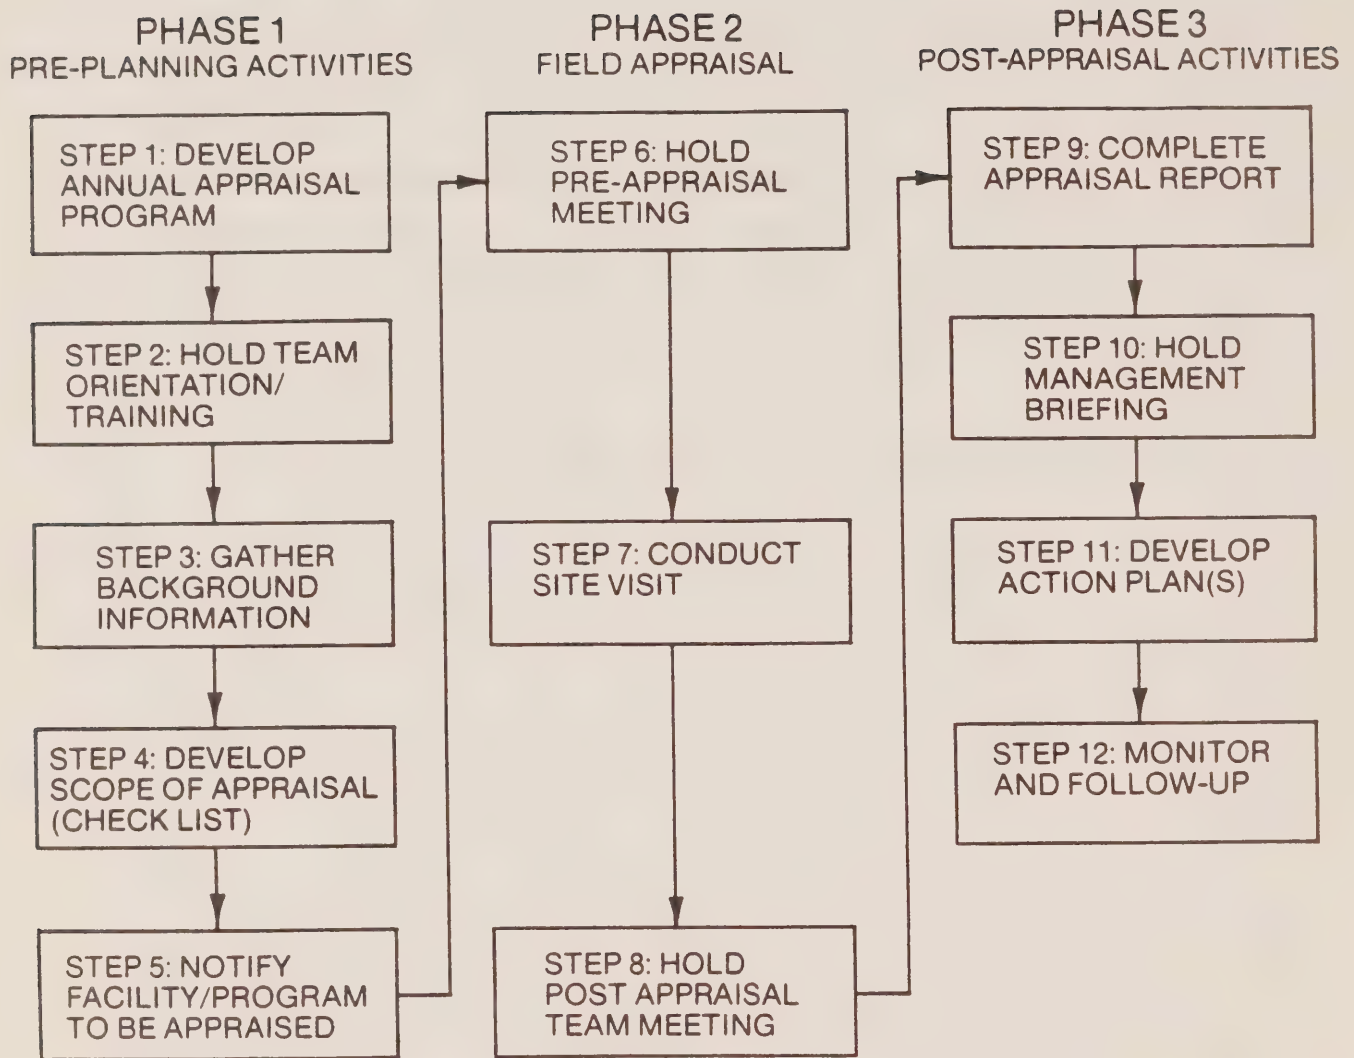 PHASE 1
PRE-PLANNING ACTIVITIES
STEP 1: DEVELOP
ANNUAL APPRAISAL
PROGRAM
STEP 2: HOLD TEAM
ORIENTATION/
TRAINING
STEP 3: GATHER
BACKGROUND
INFORMATION
STEP 4: DEVELOP
SCOPE OF APPRAISAL
(CHECK LIST)
STEP 5: NOTIFY
FACILITY/PROGRAM
TO BE APPRAISED
PHASE 2
FIELD APPRAISAL
STEP 6: HOLD
PRE-APPRAISAL
MEETING
STEP 7: CONDUCT
SITE VISIT
STEP 8: HOLD
POST APPRAISAL
TEAM MEETING
PHASE 3
POST-APPRAISAL ACTIVITIES
STEP 9: COMPLETE
APPRAISAL REPORT
STEP 10: HOLD
MANAGEMENT
BRIEFING
STEP 11: DEVELOP
ACTION PLAN(S)
STEP 12: MONITOR
AND FOLLOW-UP